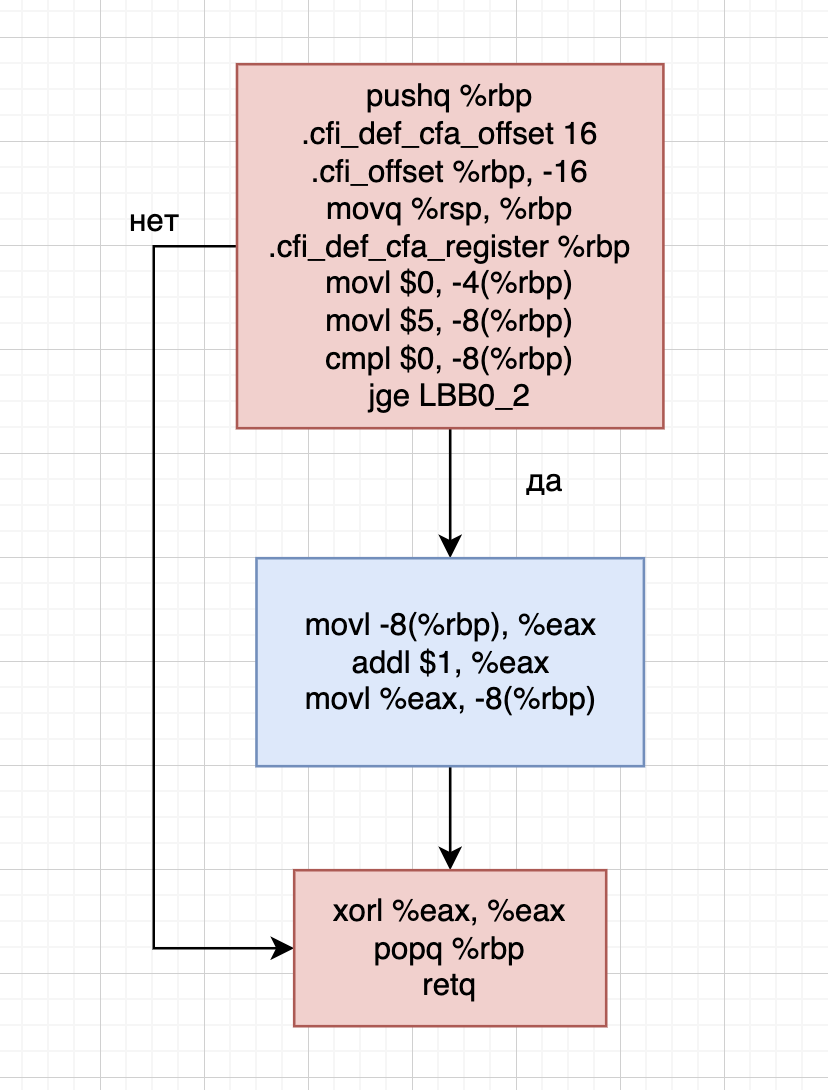 pushq %rbp
.cfi_def_cfa_offset 16
.cfi_offset %rbp, -16
movq %rsp, %rbp
.cfi_def_cfa_register %rbp
movl $0, -4(%rbp)
movl $5, -8(%rbp)
cmpl $0, -8(%rbp)
jge LBB0_2
нет
да
movl -8(%rbp), %eax
addl $1, %eax
movl %eax, -8(%rbp)
xorl %eax, %eax
popq %rbp
retq